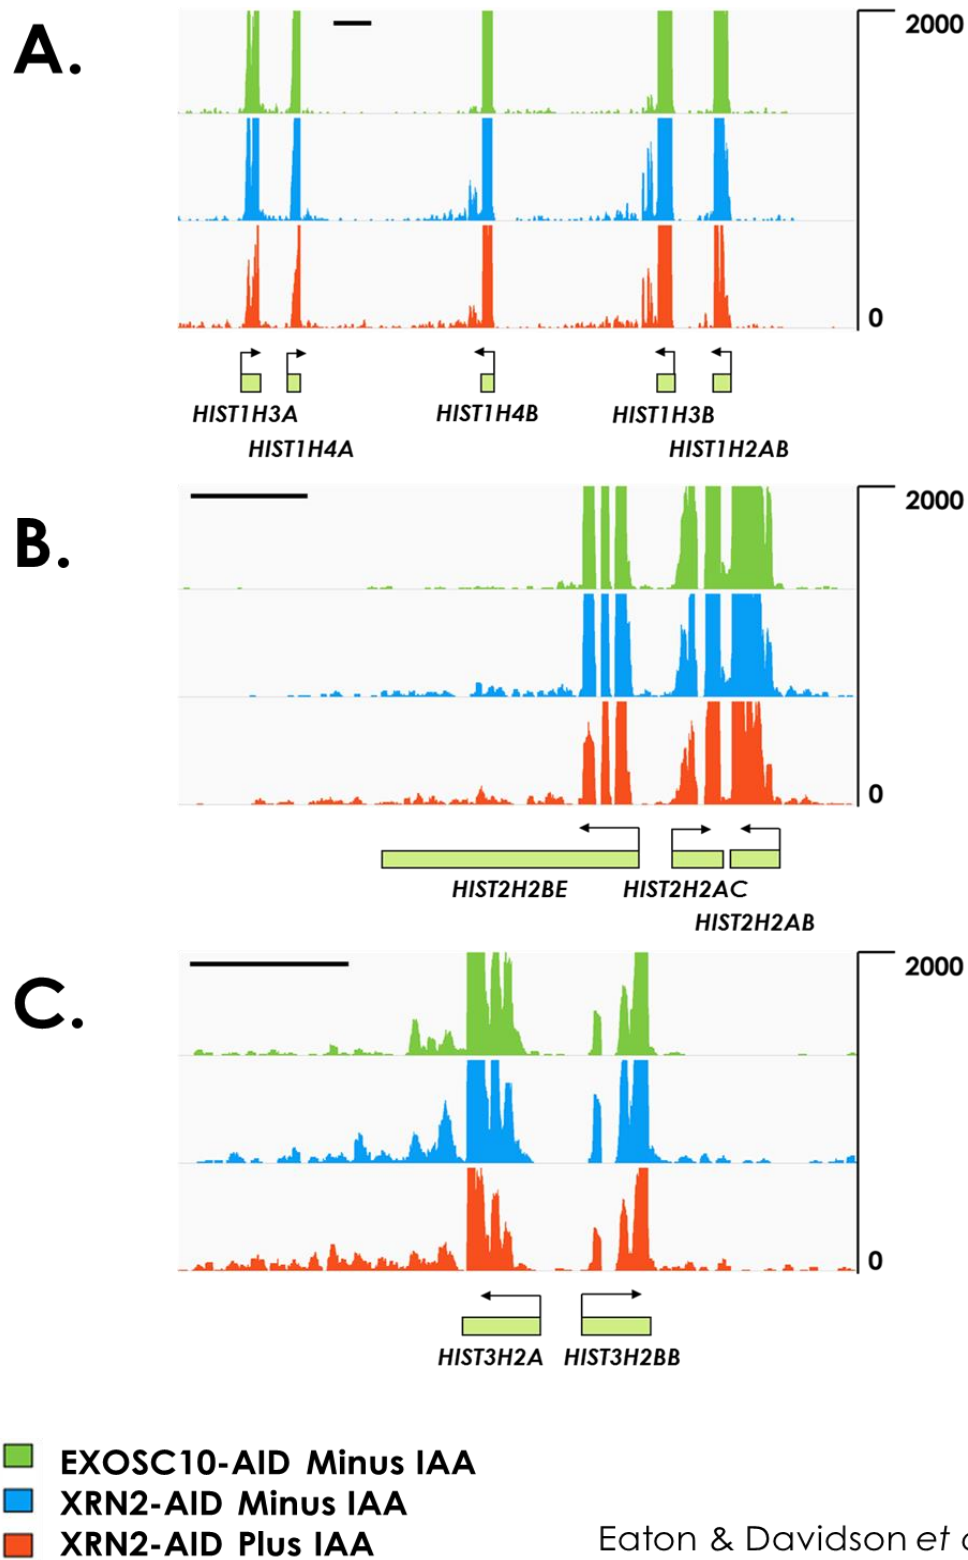 A.
2000
0
HIST1H3A
HIST1H4B
HIST1H3B
HIST1H4A
HIST1H2AB
B.
2000
0
HIST2H2BE
HIST2H2AC
HIST2H2AB
C.
2000
0
HIST3H2A
HIST3H2BB
EXOSC10-AID Minus IAA
XRN2-AID Minus IAA
XRN2-AID Plus IAA
Eaton & Davidson et